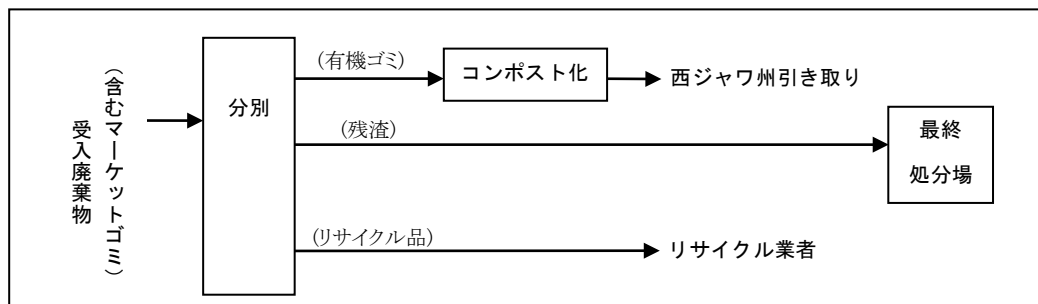 受入廃棄物
（含むマーケットゴミ）
分別
(有機ゴミ)
コンポスト化
西ジャワ州引き取り
(残渣)
最終
処分場
(リサイクル品)
リサイクル業者